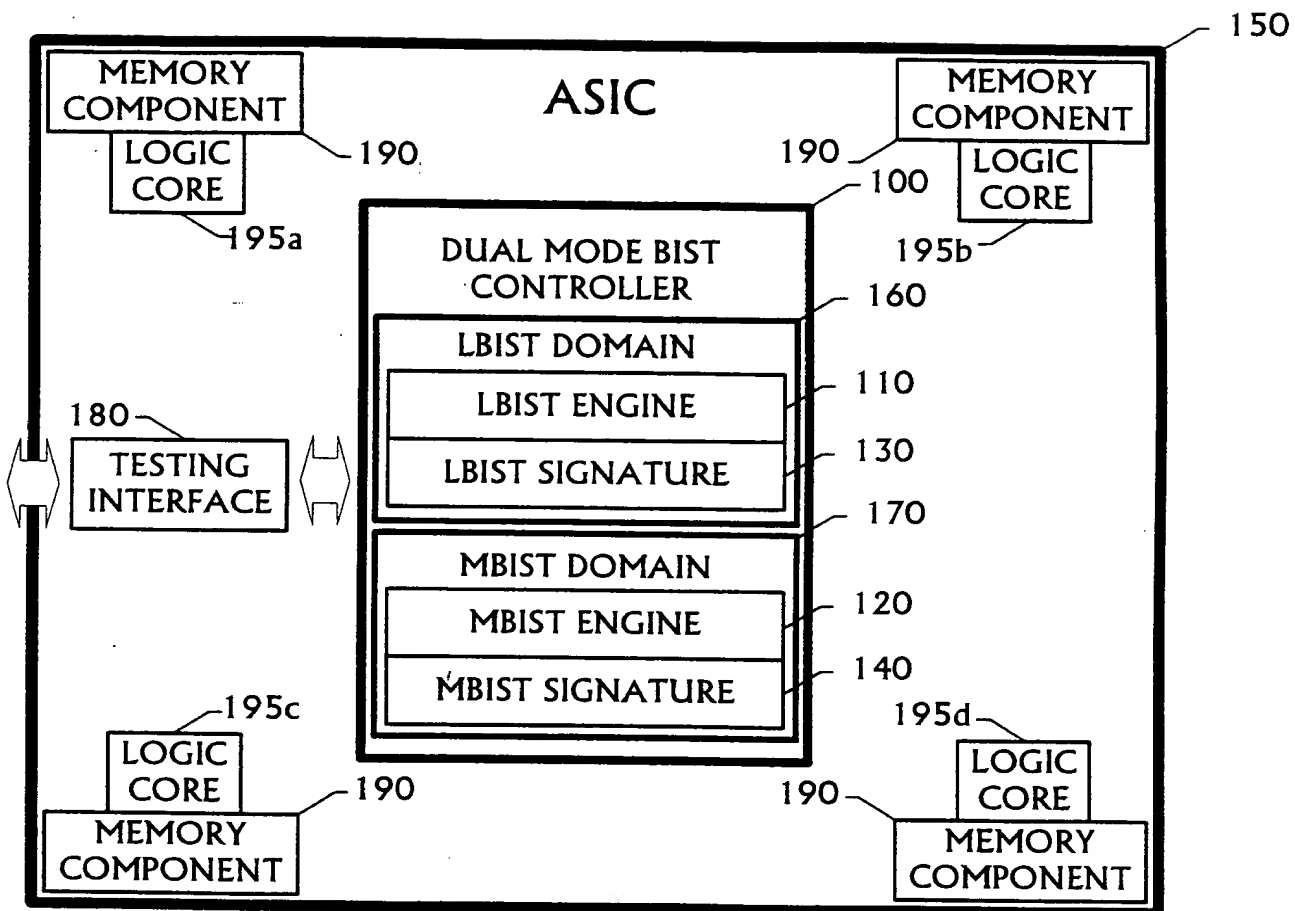 150
MEMORY
COMPONENT
ASIC
MEMORY
COMPONENT
190
190
LOGIC
CORE
LOGIC
CORE
100
195a
195b
DUAL MODE BIST
CONTROLLER
160
LBIST DOMAIN
110
LBIST ENGINE
180
130
LBIST SIGNATURE
TESTING
INTERFACE
170
MBIST DOMAIN
120
MBIST ENGINE
140
MBIST SIGNATURE
195c
195d
LOGIC
CORE
LOGIC
CORE
190
190
MEMORY
COMPONENT
MEMORY
COMPONENT